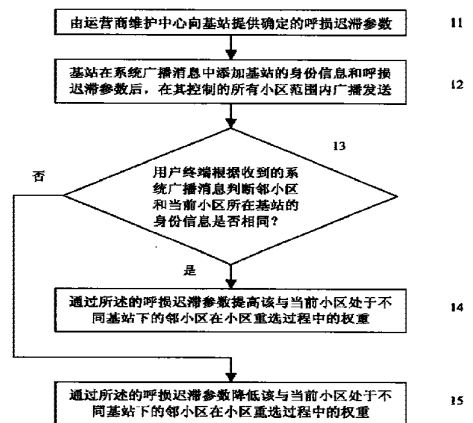 由运营商维护中心向基站提供确定的呼损迟滞参数
11
基站在系统广播消息中添加基站的身份信息和呼损
迟滞参数后，在其控制的所有小区范围内广播发送
12
13
用户终端根据收到的系
统广播消息判断邻小区
和当前小区所在基站的
身份信息是否相同？
否
是
通过所述的呼损迟滞参数提高该与当前小区处于不
同基站下的邻小区在小区重选过程中的权重
14
通过所述的呼损迟滞参数降低该与当前小区处于不
同基站下的邻小区在小区重选过程中的权重
15